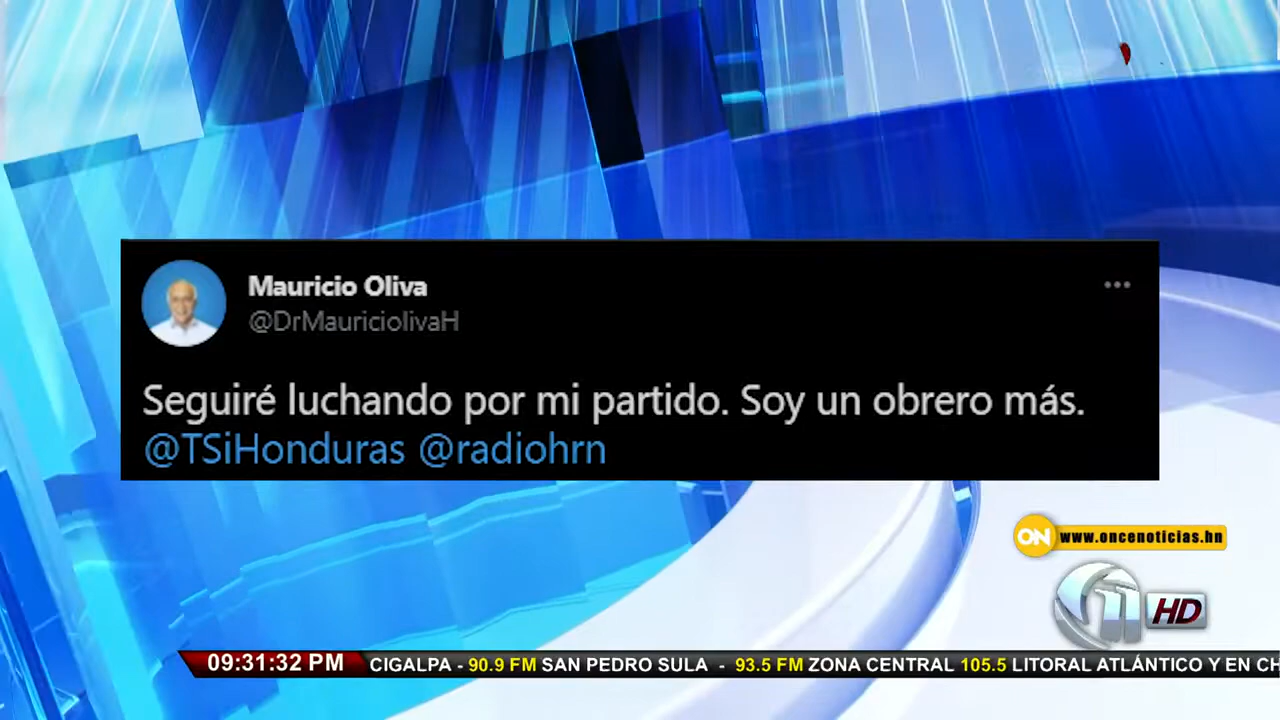 Mauricio Oliva
@DrMauriciolivaH
Seguiré luchando por mi partido. Soy un obrero más.
@TSiHonduras @radiohrn
ON www.oncenoticias.hn
11 HD
09:31:32 PM CIGALPA - 90.9 FM SAN PEDRO SULA - 93.5 FM ZONA CENTRAL 105.5 LITORAL ATLÁNTICO Y EN CH